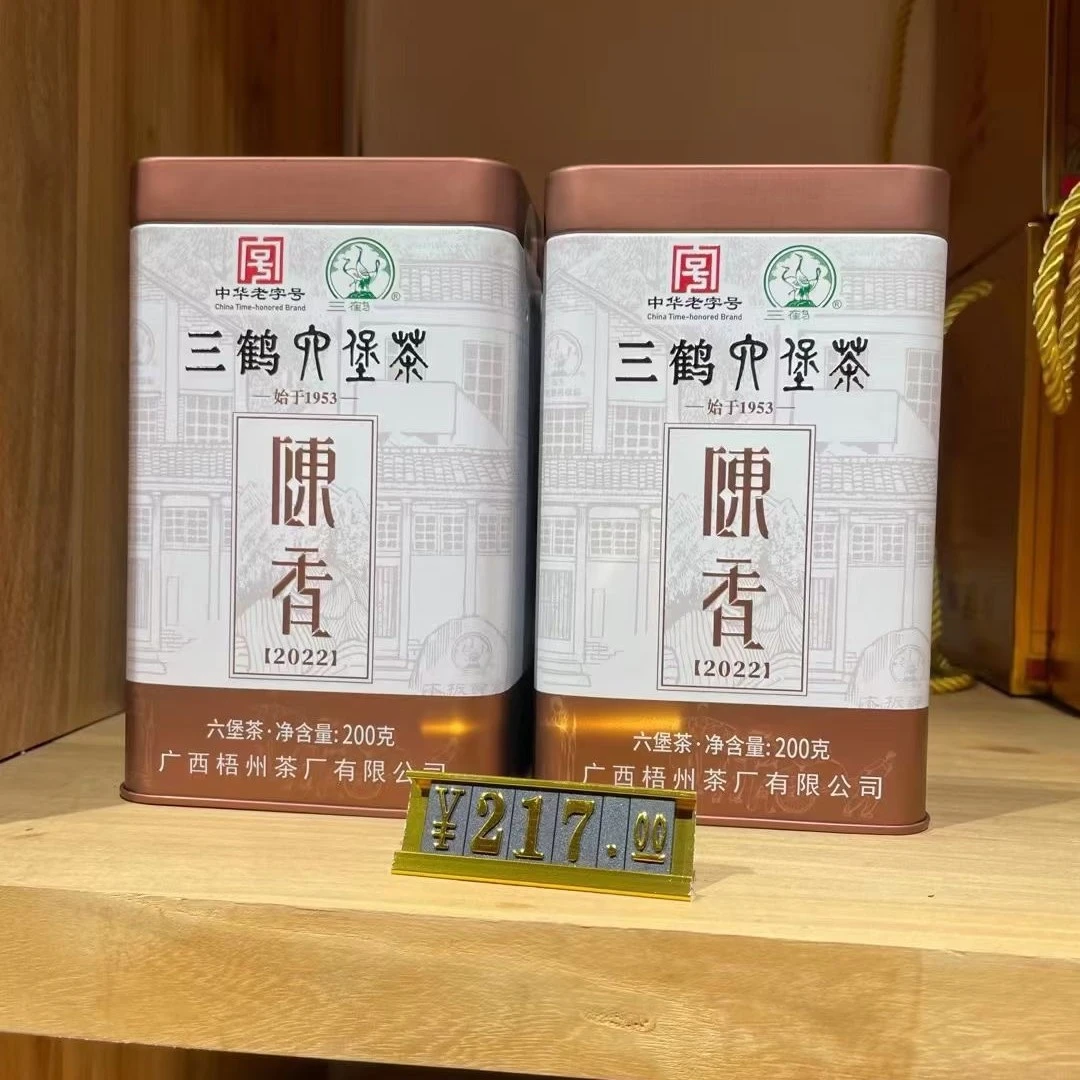 中华老字号
China Time-honored Brand
三鹤
®
三鹤六堡茶
始于1953
陳
香
【2022】
六堡茶·净含量:200克
广西梧州茶厂有限公司
中华老字号
China Time-honored Brand
三鹤
®
三鹤六堡茶
始于1953
陳
香
【2022】
六堡茶·净含量:200克
广西梧州茶厂有限公司
¥217.00